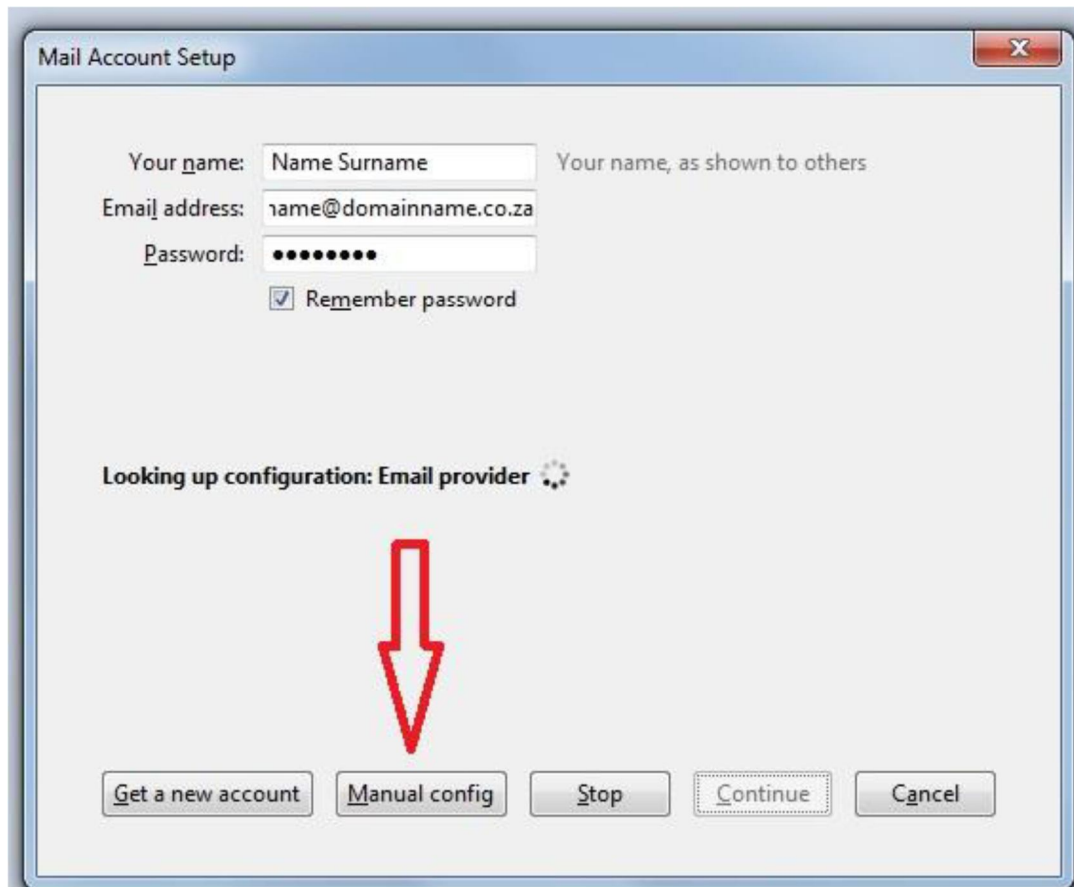 Mail Account Setup
Your name: Name Surname Your name, as shown to others
Email address: name@domainname.co.za
Password: ••••••••
Remember password
Looking up configuration: Email provider
Get a new account Manual config Stop Continue Cancel